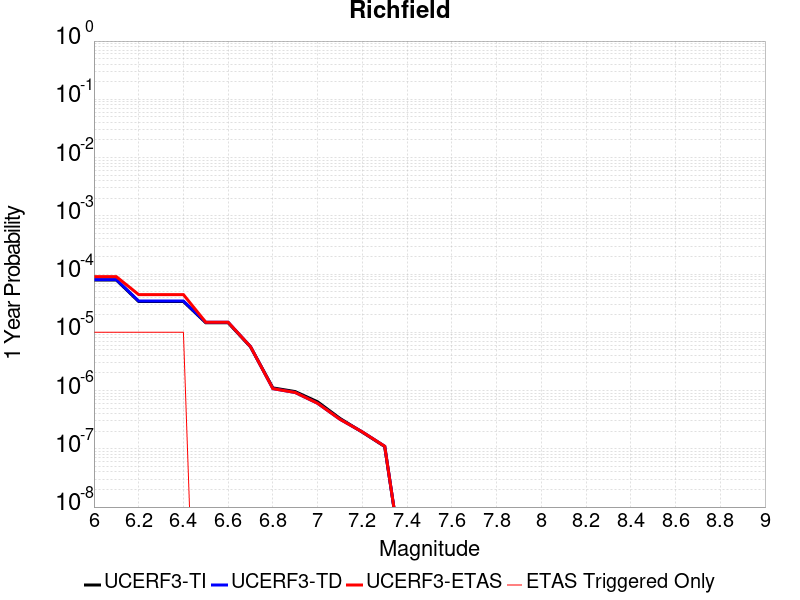 Richfield
1 Year Probability
10^0
10^-1
10^-2
10^-3
10^-4
10^-5
10^-6
10^-7
10^-8
6 6.2 6.4 6.6 6.8 7 7.2 7.4 7.6 7.8 8 8.2 8.4 8.6 8.8 9
Magnitude
UCERF3-TI UCERF3-TD UCERF3-ETAS ETAS Triggered Only